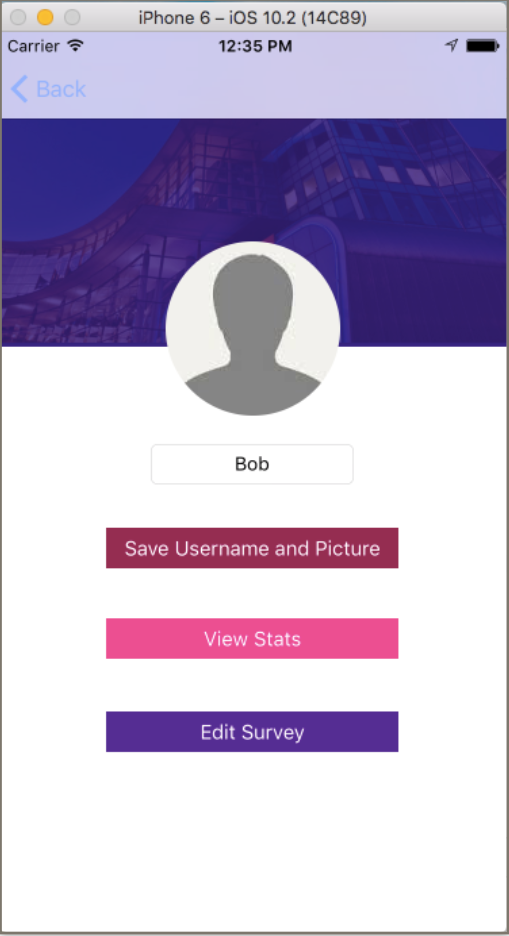 iPhone 6 – iOS 10.2 (14C89)
Carrier 12:35 PM
Back
Bob
Save Username and Picture
View Stats
Edit Survey